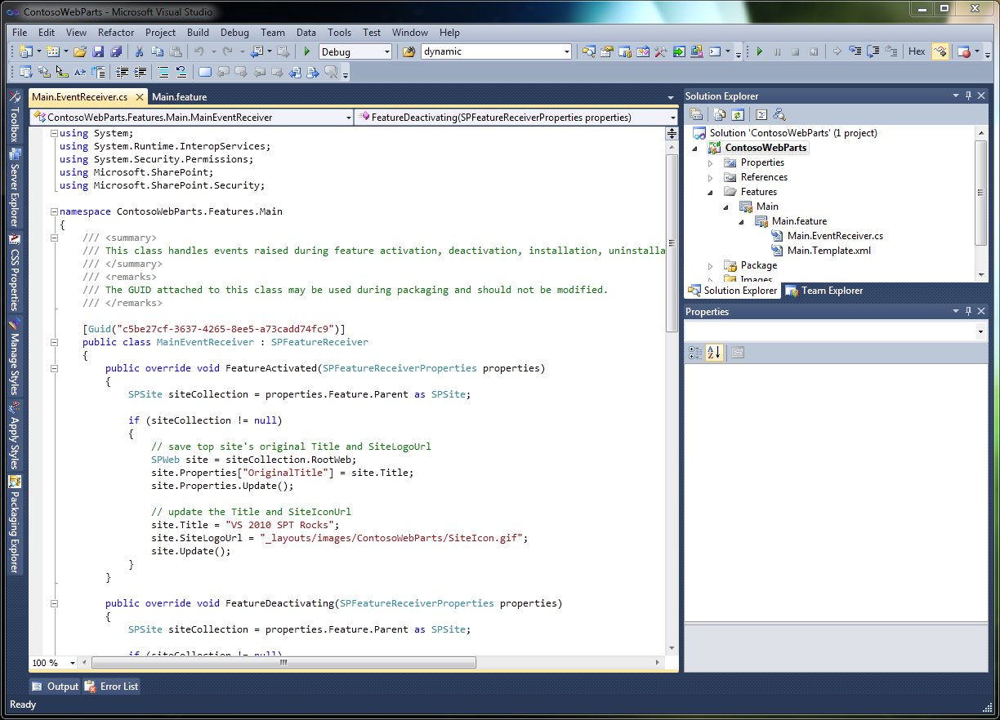 ContosoWebParts - Microsoft Visual Studio
File Edit View Refactor Project Build Debug Team Data Tools Test Window Help
Debug dynamic Hex
Toolbox
Server Explorer
CSS Properties
Manage Styles
Apply Styles
Packaging Explorer
Main.EventReceiver.cs Main.feature
ContosoWebParts.Features.Main.MainEventReceiver FeatureDeactivating(SPFeatureReceiverProperties properties)
using System;
using System.Runtime.InteropServices;
using System.Security.Permissions;
using Microsoft.SharePoint;
using Microsoft.SharePoint.Security;
namespace ContosoWebParts.Features.Main
{
/// <summary>
/// This class handles events raised during feature activation, deactivation, installation, uninstalla
/// </summary>
/// <remarks>
/// The GUID attached to this class may be used during packaging and should not be modified.
/// </remarks>
[Guid("c5be27cf-3637-4265-8ee5-a73cadd74fc9")]
public class MainEventReceiver : SPFeatureReceiver
{
public override void FeatureActivated(SPFeatureReceiverProperties properties)
{
SPSite siteCollection = properties.Feature.Parent as SPSite;
if (siteCollection != null)
{
// save top site's original Title and SiteLogoUrl
SPWeb site = siteCollection.RootWeb;
site.Properties["OriginalTitle"] = site.Title;
site.Properties.Update();
// update the Title and SiteIconUrl
site.Title = "VS 2010 SPT Rocks";
site.SiteLogoUrl = "_layouts/images/ContosoWebParts/SiteIcon.gif";
site.Update();
}
}
public override void FeatureDeactivating(SPFeatureReceiverProperties properties)
{
SPSite siteCollection = properties.Feature.Parent as SPSite;
if (siteCollection != null)
100 %
Solution Explorer
Solution 'ContosoWebParts' (1 project)
ContosoWebParts
Properties
References
Features
Main
Main.feature
Main.EventReceiver.cs
Main.Template.xml
Package
Images
Solution Explorer Team Explorer
Properties
Output Error List
Ready